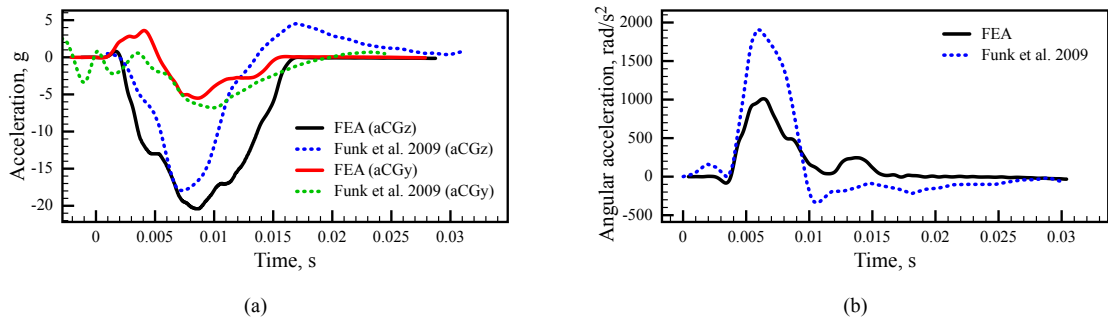 Acceleration, g
5
0
-5
-10
-15
-20
FEA (aCGz)
Funk et al. 2009 (aCGz)
FEA (aCGy)
Funk et al. 2009 (aCGy)
0 0.005 0.01 0.015 0.02 0.025 0.03
Time, s
(a)
Angular acceleration, rad/s2
2000
1500
1000
500
0
-500
FEA
Funk et al. 2009
0 0.005 0.01 0.015 0.02 0.025 0.03
Time, s
(b)